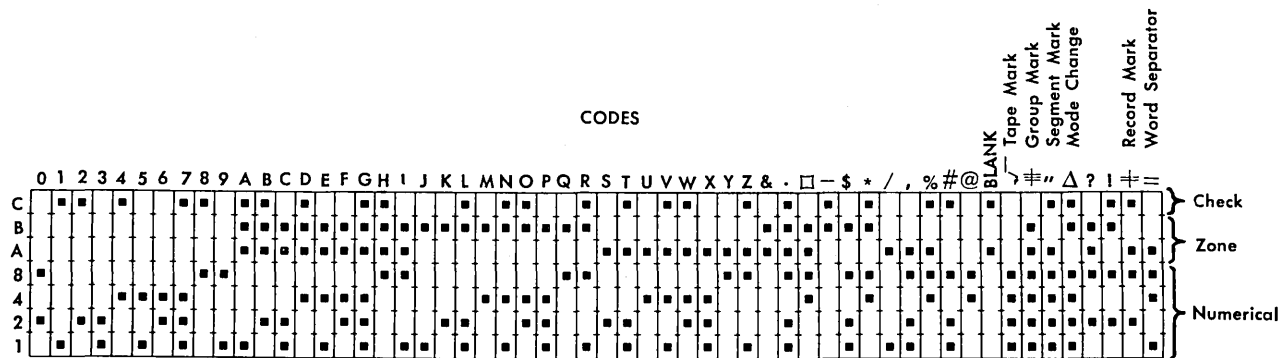 CODES
Tape Mark
Group Mark
Segment Mark
Mode Change
Record Mark
Word Separator
BLANK
0 1 2 3 4 5 6 7 8 9 A B C D E F G H I J K L M N O P Q R S T U V W X Y Z & · ⌑ − $ * / , % # @ ⧧ " Δ ? ! ‡ =
C
B
A
8
4
2
1
Check
Zone
Numerical